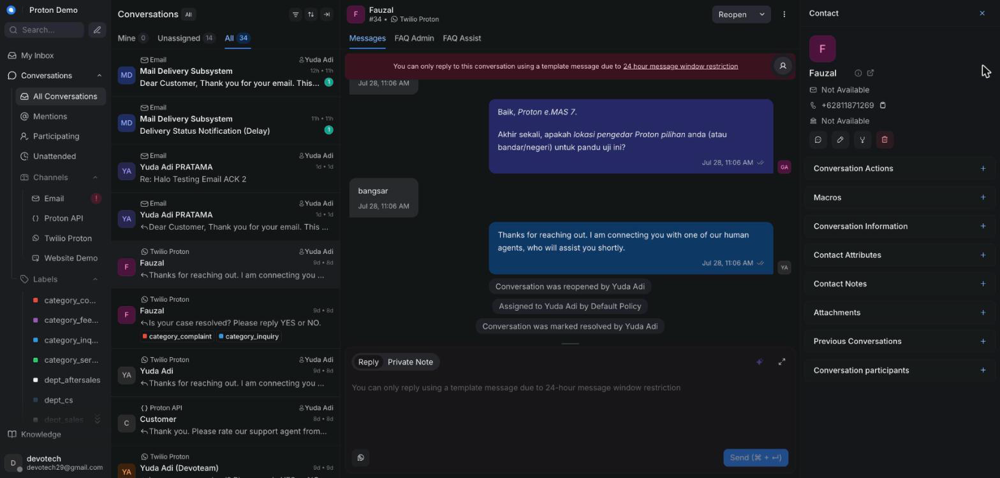 Proton Demo
Search...
My Inbox
Conversations
All Conversations
Mentions
Participating
Unattended
Channels
Email
!
Proton API
Twilio Proton
Website Demo
Labels
category_co...
category_fee...
category_inq...
category_ser...
dept_aftersales
dept_cs
dept_sales
Knowledge
D
devotech
devotech29@gmail.com
Conversations All
Mine 0 Unassigned 14 All 34
Email Yuda Adi
MD Mail Delivery Subsystem 12h • 11h
Dear Customer, Thank you for your email. This... 1
Email
MD Mail Delivery Subsystem 11h • 11h
Delivery Status Notification (Delay) 1
Email Yuda Adi
YA Yuda Adi PRATAMA 1d • 1d
Re: Halo Testing Email ACK 2
Email Yuda Adi
YA Yuda Adi PRATAMA 1d • 1d
Dear Customer, Thank you for your email. This ...
Twilio Proton Yuda Adi
F Fauzal 9d • 8d
Thanks for reaching out. I am connecting you ...
Twilio Proton
F Fauzal 9d • 8d
Is your case resolved? Please reply YES or NO.
category_complaint category_inquiry
Twilio Proton Yuda Adi
YA Yuda Adi 9d • 8d
Thanks for reaching out. I am connecting you ...
Proton API Yuda Adi
C Customer 8d • 8d
Thank you. Please rate our support agent from...
Twilio Proton
YA Yuda Adi (Devoteam) 9d • 9d
F Fauzal
#34 • Twilio Proton
Reopen
Messages FAQ Admin FAQ Assist
You can only reply to this conversation using a template message due to 24 hour message window restriction
Jul 28, 11:06 AM
Baik, Proton e.MAS 7.
Akhir sekali, apakah lokasi pengedar Proton pilihan anda (atau
bandar/negeri) untuk pandu uji ini?
Jul 28, 11:06 AM
GA
bangsar
Jul 28, 11:06 AM
Thanks for reaching out. I am connecting you with one of our human
agents, who will assist you shortly.
Jul 28, 11:06 AM
YA
Conversation was reopened by Yuda Adi
Assigned to Yuda Adi by Default Policy
Conversation was marked resolved by Yuda Adi
Reply Private Note
You can only reply using a template message due to 24-hour message window restriction
Send (⌘ + ↵)
Contact
F
Fauzal
Not Available
+62811871269
Not Available
Conversation Actions +
Macros +
Conversation Information +
Contact Attributes +
Contact Notes +
Attachments +
Previous Conversations +
Conversation participants +